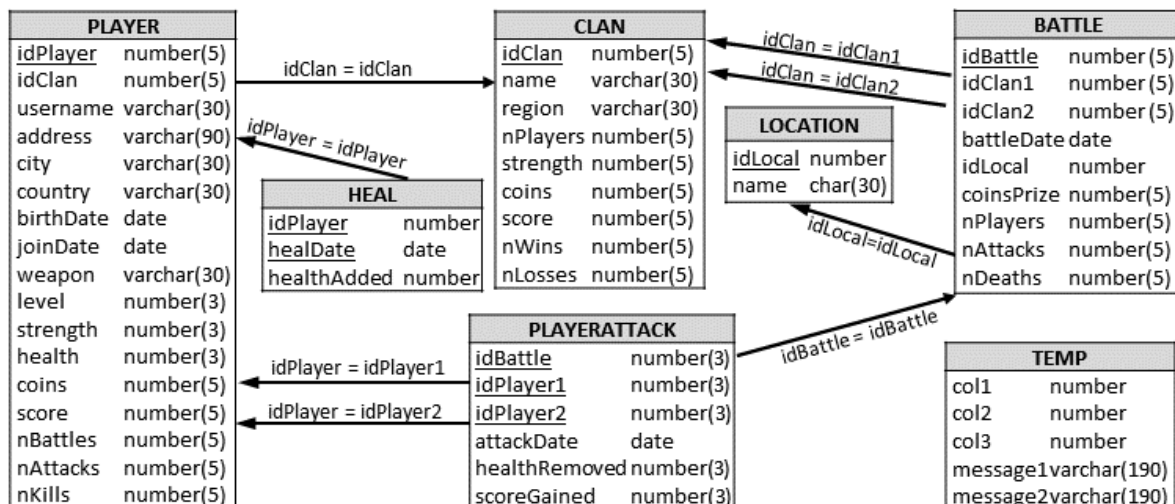 PLAYER
idPlayer number(5)
idClan number(5)
username varchar(30)
address varchar(90)
city varchar(30)
country varchar(30)
birthDate date
joinDate date
weapon varchar(30)
level number(3)
strength number(3)
health number(3)
coins number(5)
score number(5)
nBattles number(5)
nAttacks number(5)
nKills number(5)
idClan = idClan
idPlayer = idPlayer
HEAL
idPlayer number
healDate date
healthAdded number
idPlayer = idPlayer1
idPlayer = idPlayer2
CLAN
idClan number(5)
name varchar(30)
region varchar(30)
nPlayers number(5)
strength number(5)
coins number(5)
score number(5)
nWins number(5)
nLosses number(5)
PLAYERATTACK
idBattle number(3)
idPlayer1 number(3)
idPlayer2 number(3)
attackDate date
healthRemoved number(3)
scoreGained number(3)
idClan = idClan1
idClan = idClan2
LOCATION
idLocal number
name char(30)
idLocal=idLocal
idBattle = idBattle
BATTLE
idBattle number(5)
idClan1 number(5)
idClan2 number(5)
battleDate date
idLocal number
coinsPrize number(5)
nPlayers number(5)
nAttacks number(5)
nDeaths number(5)
TEMP
col1 number
col2 number
col3 number
message1 varchar(190)
message2 varchar(190)